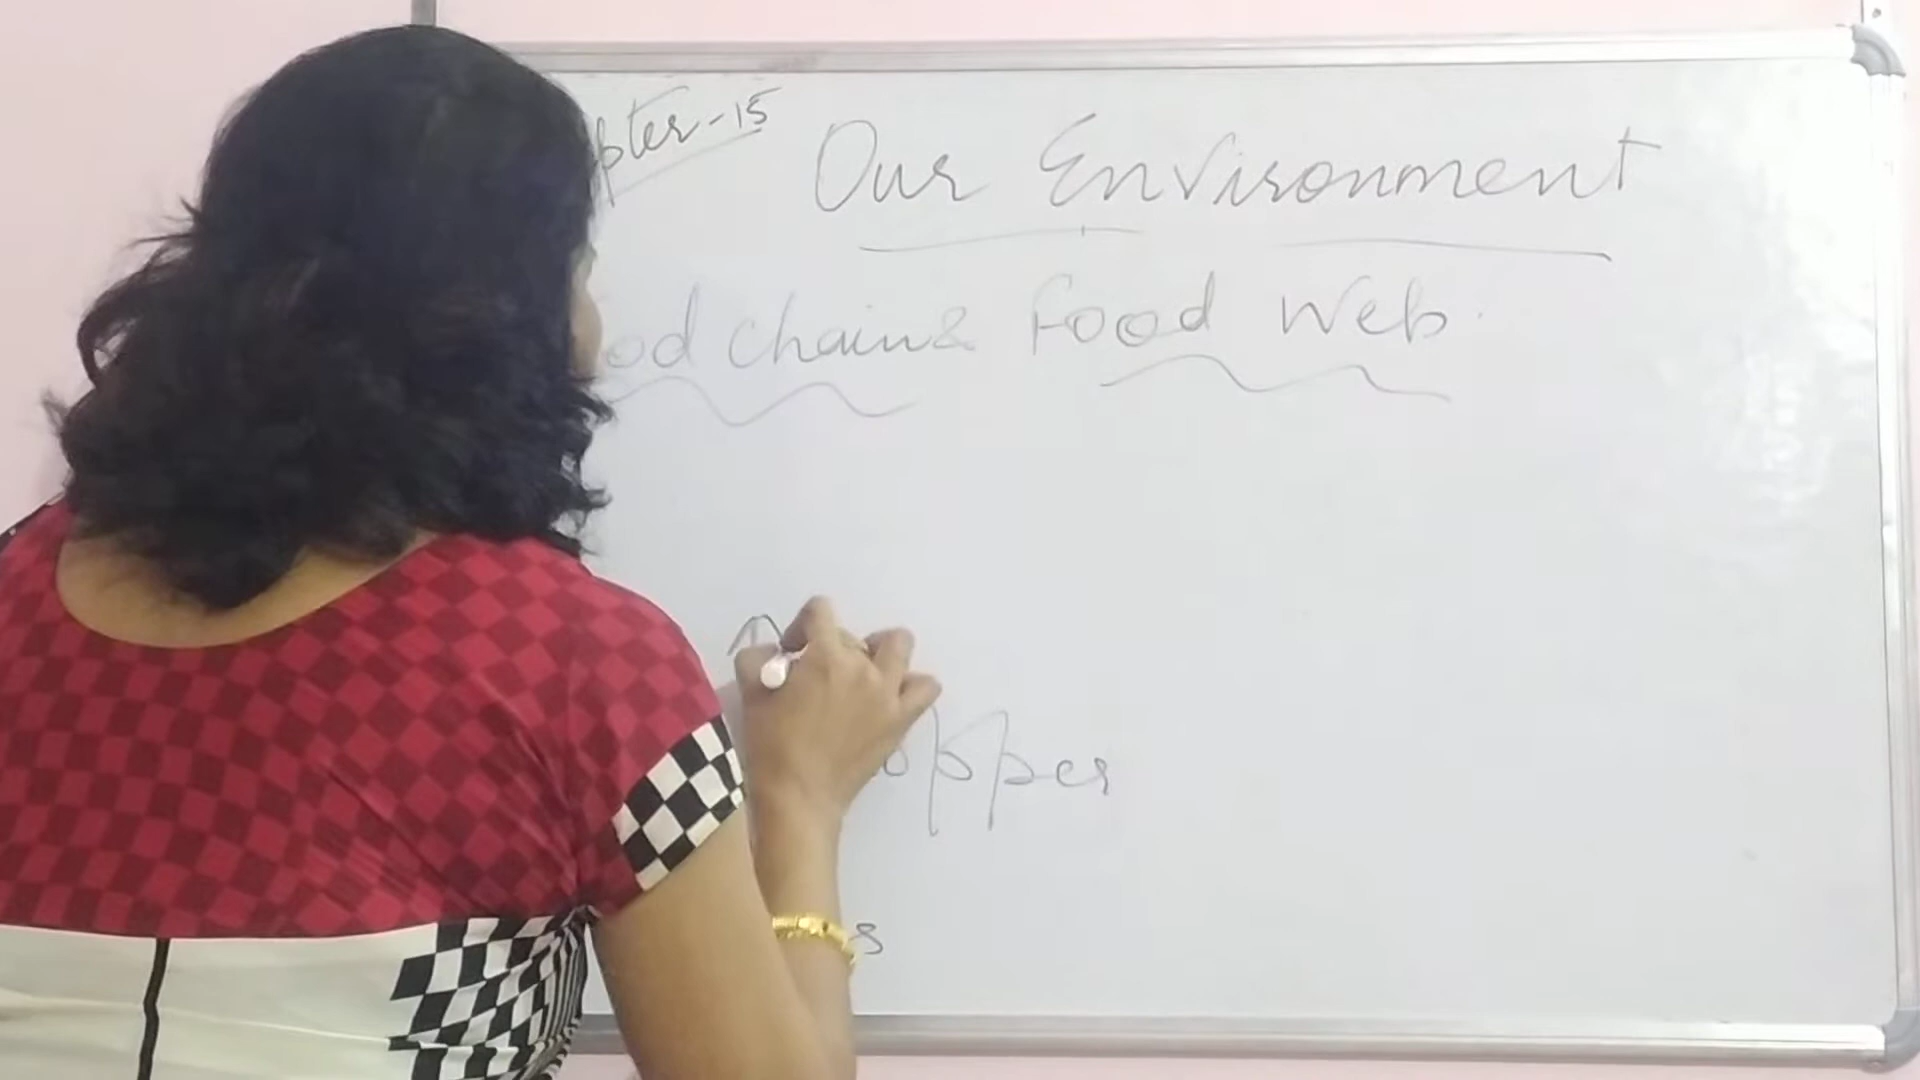 pter-15
Our Environment
od chain & Food Web.
opper
s